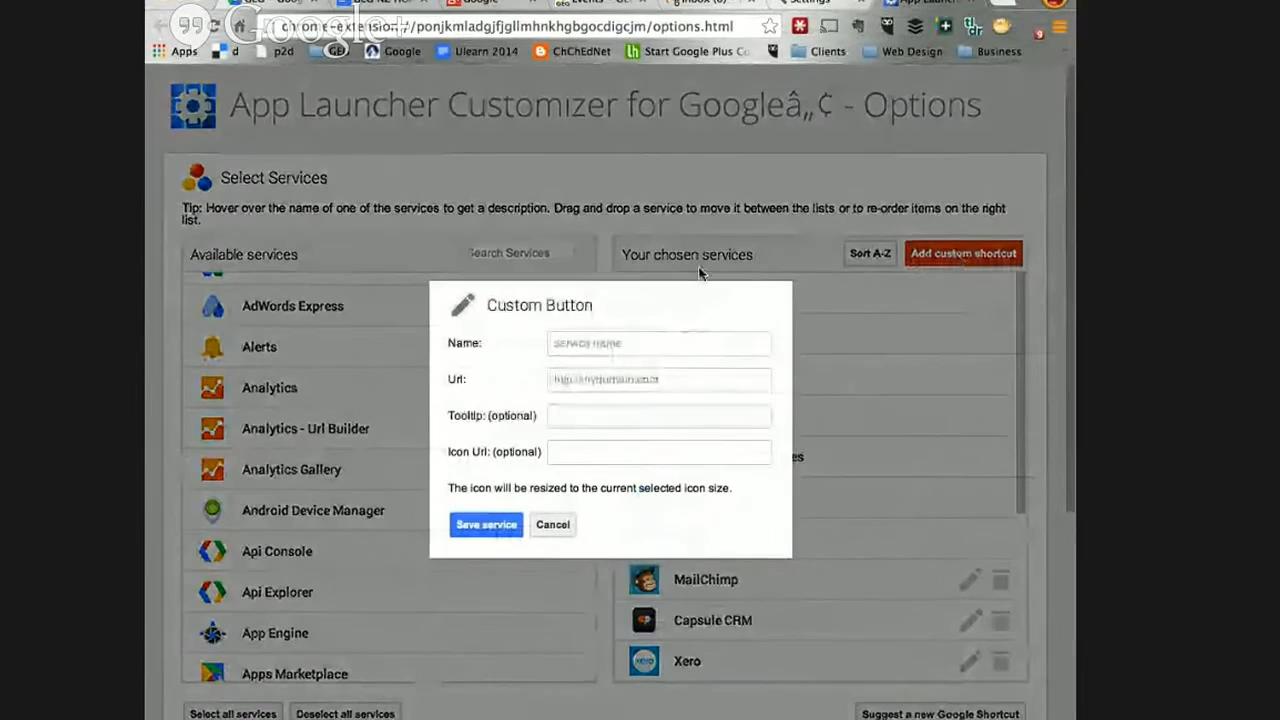 Google+
chrome-extension://ponjkmladgjfjgllmhnkhgbgocdigcjm/options.html
Apps d p2d GEG Google Ulearn 2014 ChChEdNet Start Google Plus Co Clients Web Design Business
App Launcher Customizer for Googleâ„¢ - Options
Select Services
Tip: Hover over the name of one of the services to get a description. Drag and drop a service to move it between the lists or to re-order items on the right
list.
Available services
Search Services
Your chosen services
Sort A-Z
Add custom shortcut
AdWords Express
Alerts
Analytics
Analytics - Url Builder
Analytics Gallery
Android Device Manager
Api Console
Api Explorer
App Engine
Apps Marketplace
Custom Button
Name:
Service name
Url:
Tooltip: (optional)
Icon Url: (optional)
The icon will be resized to the current selected icon size.
Save service
Cancel
es
MailChimp
Capsule CRM
Xero
Select all services
Deselect all services
Suggest a new Google Shortcut